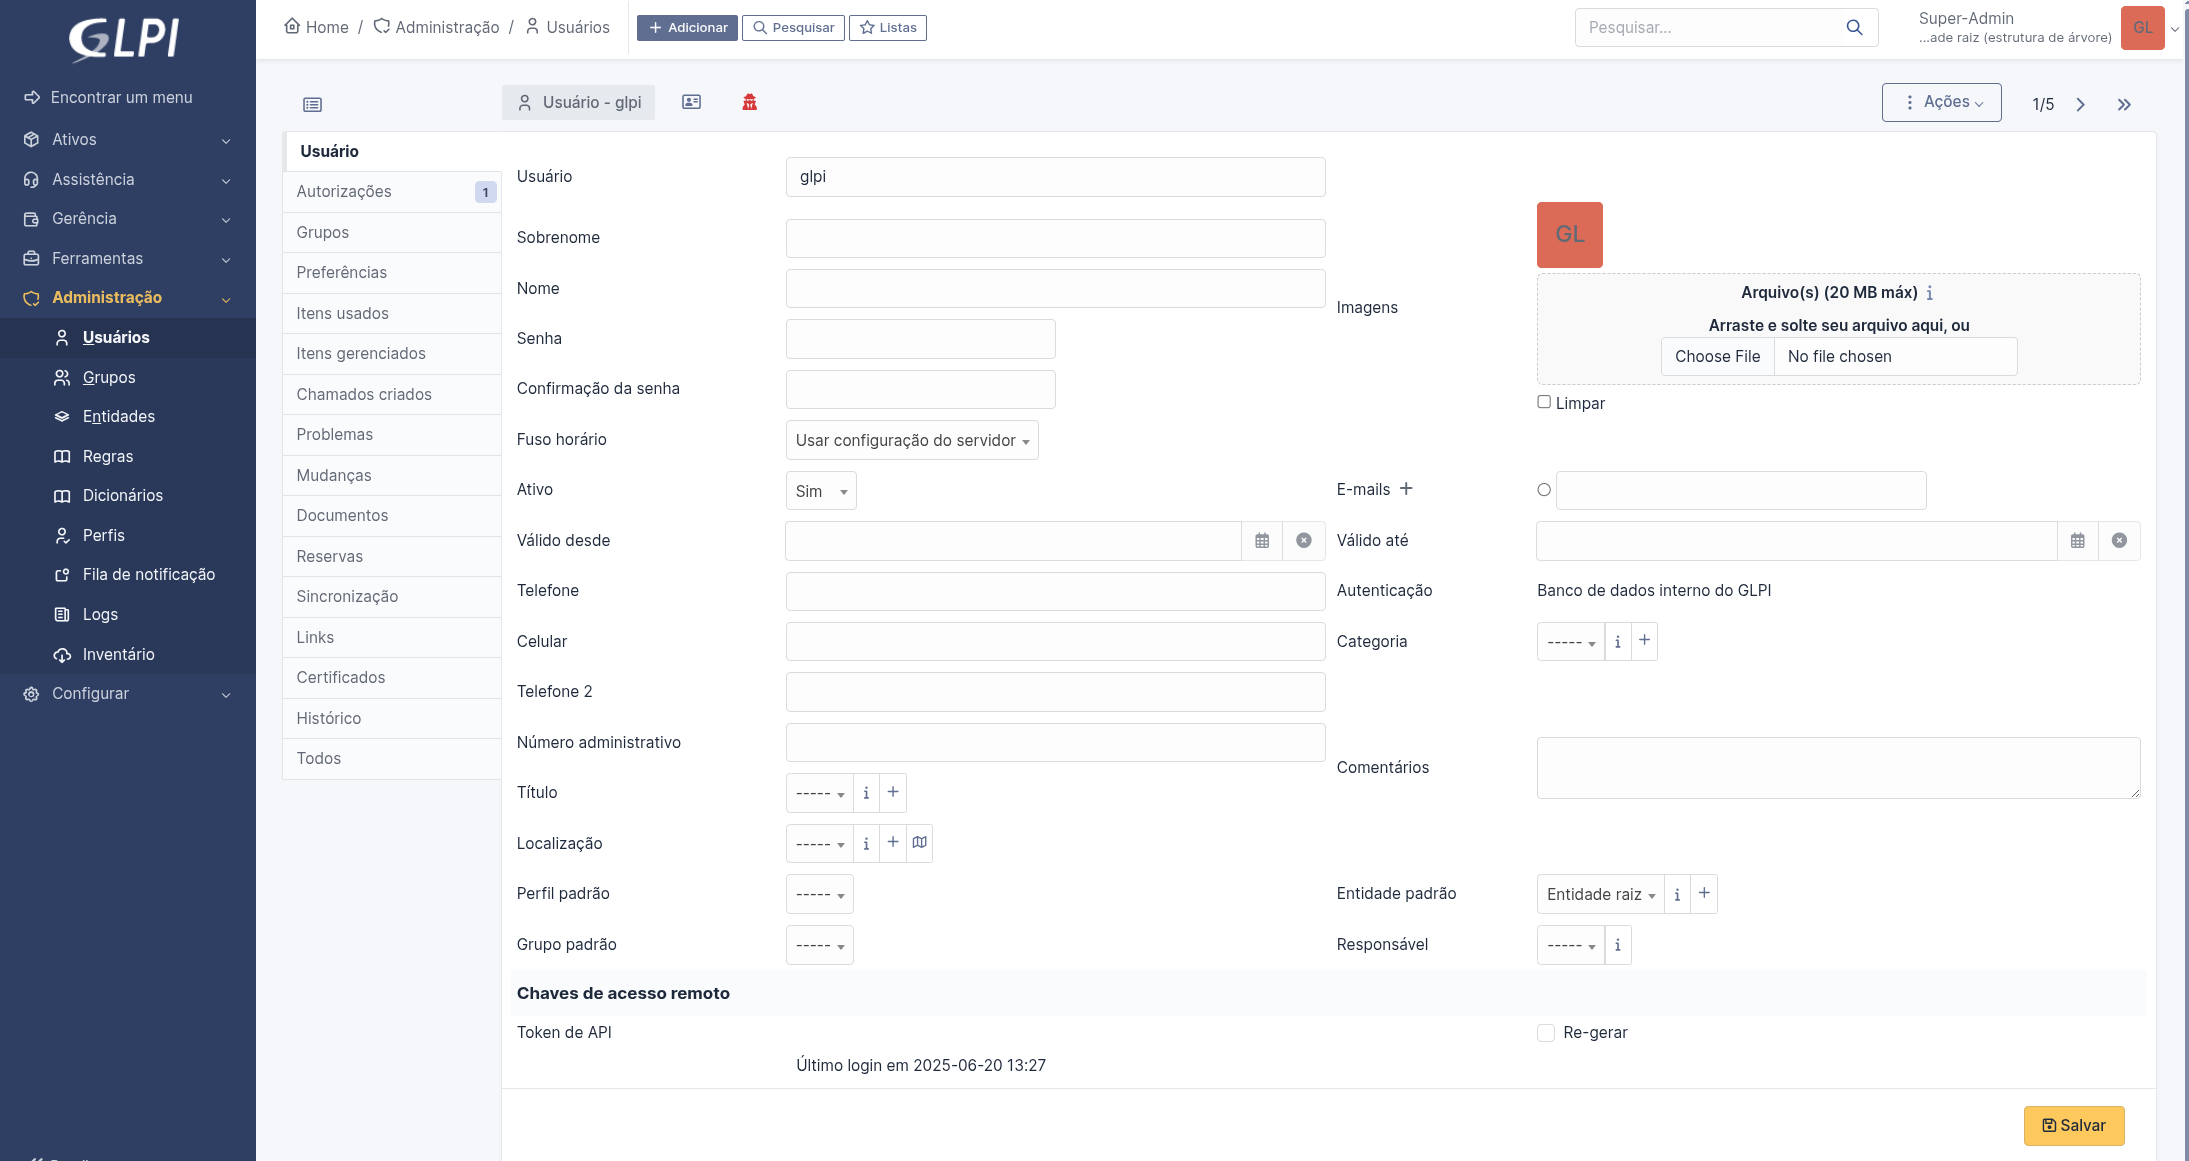 GLPI
Home / Administração / Usuários
Adicionar
Pesquisar
Listas
Pesquisar...
Super-Admin
...ade raiz (estrutura de árvore)
GL
Encontrar um menu
Ativos
Assistência
Gerência
Ferramentas
Administração
Usuários
Grupos
Entidades
Regras
Dicionários
Perfis
Fila de notificação
Logs
Inventário
Configurar
Usuário - glpi
Ações
1/5
Usuário
Autorizações 1
Grupos
Preferências
Itens usados
Itens gerenciados
Chamados criados
Problemas
Mudanças
Documentos
Reservas
Sincronização
Links
Certificados
Histórico
Todos
Usuário glpi
Sobrenome
Nome
Senha
Confirmação da senha
Fuso horário Usar configuração do servidor
Imagens
GL
Arquivo(s) (20 MB máx)
Arraste e solte seu arquivo aqui, ou
Choose File No file chosen
Limpar
Ativo Sim
E-mails
Válido desde
Válido até
Telefone
Autenticação Banco de dados interno do GLPI
Celular
Categoria -----
Telefone 2
Número administrativo
Comentários
Título -----
Localização -----
Perfil padrão -----
Entidade padrão Entidade raiz
Grupo padrão -----
Responsável -----
Chaves de acesso remoto
Token de API
Re-gerar
Último login em 2025-06-20 13:27
Salvar